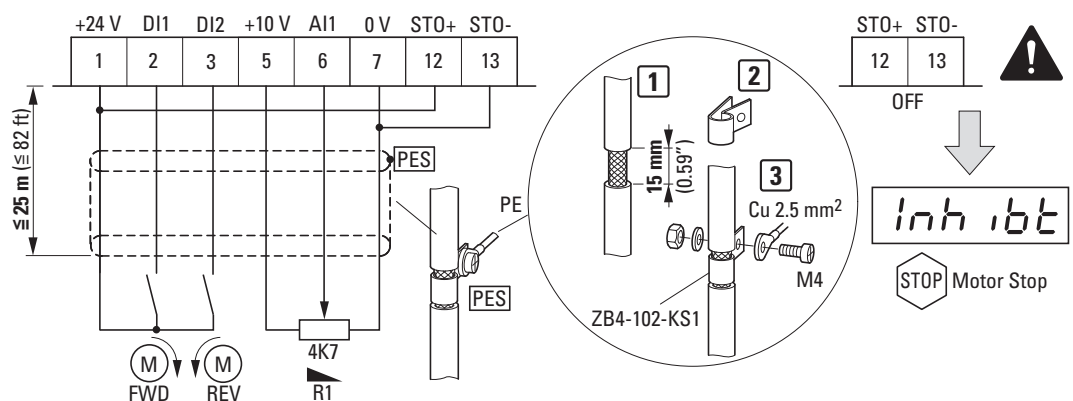 +24 V DI1 DI2 +10 V AI1 0 V STO+ STO-
1 2 3 5 6 7 12 13
≦ 25 m (≦ 82 ft)
PES
PE
PES
4K7
R1
M M
FWD REV
1
2
15 mm
(0.59″)
3
Cu 2.5 mm²
M4
ZB4-102-KS1
STO+ STO-
12 13
OFF
Inhibt
STOP Motor Stop